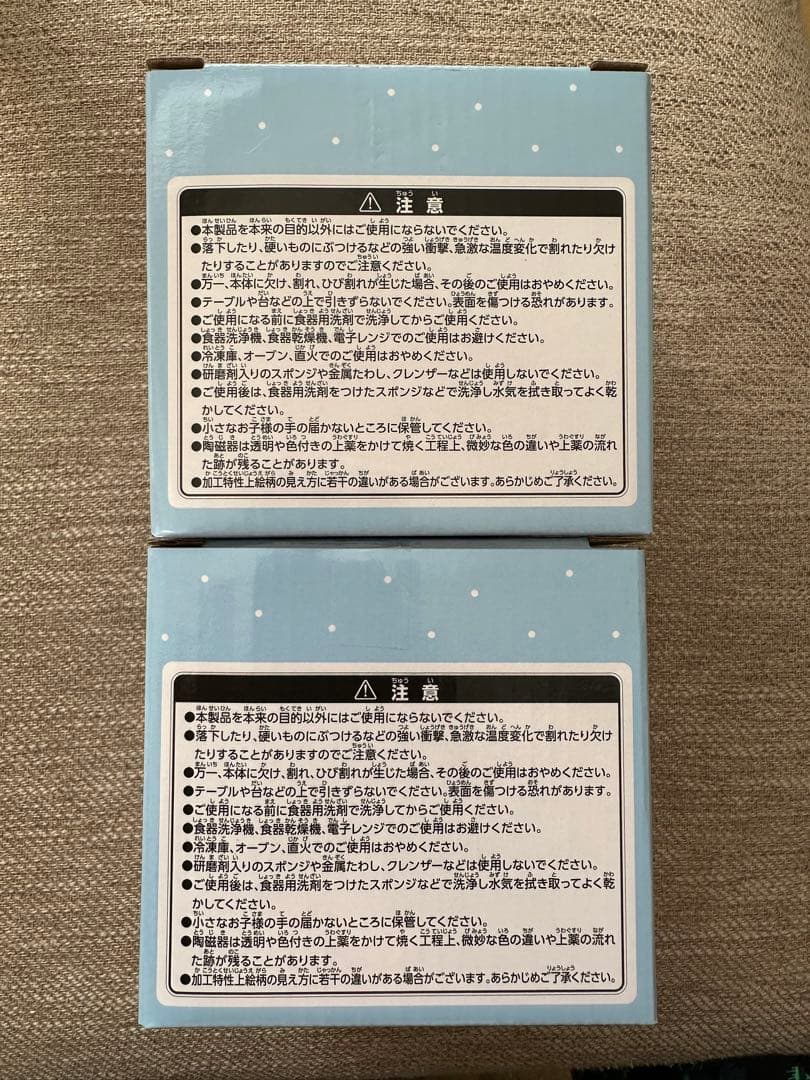 ⚠ 注意
●本製品を本来の目的以外にはご使用にならないでください。
●落下したり、硬いものにぶつけるなどの強い衝撃、急激な温度変化で割れたり欠け
たりすることがありますのでご注意ください。
●万一、本体に欠け、割れ、ひび割れが生じた場合、その後のご使用はおやめください。
●テーブルや台などの上で引きずらないでください。表面を傷つける恐れがあります。
●ご使用になる前に食器用洗剤で洗浄してからご使用ください。
●食器洗浄機、食器乾燥機、電子レンジでのご使用はお避けください。
●冷凍庫、オーブン、直火でのご使用はおやめください。
●研磨剤入りのスポンジや金属たわし、クレンザーなどは使用しないでください。
●ご使用後は、食器用洗剤をつけたスポンジなどで洗浄し水気を拭き取ってよく乾
かしてください。
●小さなお子様の手の届かないところに保管してください。
●陶磁器は透明や色付きの上薬をかけて焼く工程上、微妙な色の違いや上薬の流れ
た跡が残ることがあります。
●加工特性上絵柄の見え方に若干の違いがある場合がございます。あらかじめご了承ください。
⚠ 注意
●本製品を本来の目的以外にはご使用にならないでください。
●落下したり、硬いものにぶつけるなどの強い衝撃、急激な温度変化で割れたり欠け
たりすることがありますのでご注意ください。
●万一、本体に欠け、割れ、ひび割れが生じた場合、その後のご使用はおやめください。
●テーブルや台などの上で引きずらないでください。表面を傷つける恐れがあります。
●ご使用になる前に食器用洗剤で洗浄してからご使用ください。
●食器洗浄機、食器乾燥機、電子レンジでのご使用はお避けください。
●冷凍庫、オーブン、直火でのご使用はおやめください。
●研磨剤入りのスポンジや金属たわし、クレンザーなどは使用しないでください。
●ご使用後は、食器用洗剤をつけたスポンジなどで洗浄し水気を拭き取ってよく乾
かしてください。
●小さなお子様の手の届かないところに保管してください。
●陶磁器は透明や色付きの上薬をかけて焼く工程上、微妙な色の違いや上薬の流れ
た跡が残ることがあります。
●加工特性上絵柄の見え方に若干の違いがある場合がございます。あらかじめご了承ください。